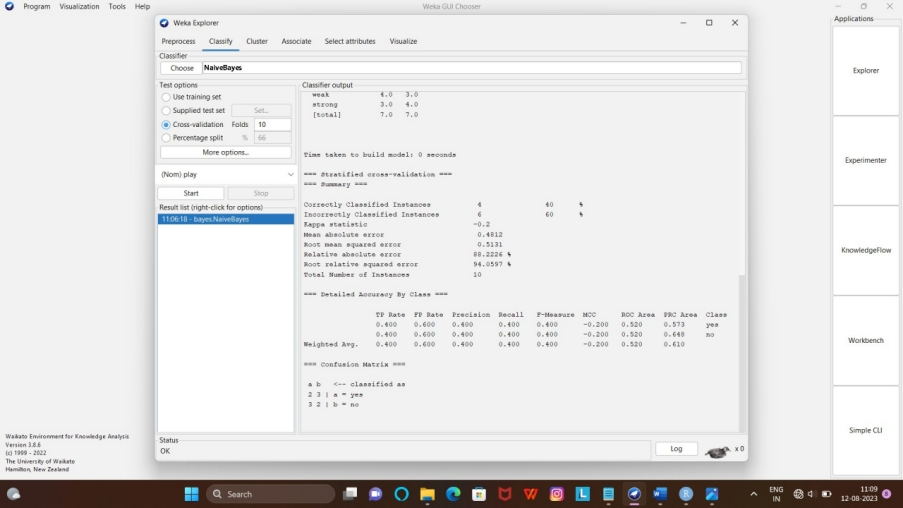 Program Visualization Tools Help
Weka GUI Chooser
Applications
Weka Explorer
Preprocess Classify Cluster Associate Select attributes Visualize
Classifier
Choose NaiveBayes
Test options
Use training set
Supplied test set Set...
Cross-validation Folds 10
Percentage split % 66
More options...
(Nom) play
Start Stop
Result list (right-click for options)
11:06:18 - bayes.NaiveBayes
Classifier output
weak 4.0 3.0
strong 3.0 4.0
[total] 7.0 7.0
Time taken to build model: 0 seconds
=== Stratified cross-validation ===
=== Summary ===
Correctly Classified Instances 4 40 %
Incorrectly Classified Instances 6 60 %
Kappa statistic -0.2
Mean absolute error 0.4812
Root mean squared error 0.5131
Relative absolute error 88.2226 %
Root relative squared error 94.0597 %
Total Number of Instances 10
=== Detailed Accuracy By Class ===
TP Rate FP Rate Precision Recall F-Measure MCC ROC Area PRC Area Class
0.400 0.600 0.400 0.400 0.400 -0.200 0.520 0.573 yes
0.400 0.600 0.400 0.400 0.400 -0.200 0.520 0.648 no
Weighted Avg. 0.400 0.600 0.400 0.400 0.400 -0.200 0.520 0.610
=== Confusion Matrix ===
a b <-- classified as
2 3 | a = yes
3 2 | b = no
Status
OK
Log x 0
Explorer
Experimenter
KnowledgeFlow
Workbench
Simple CLI
Waikato Environment for Knowledge Analysis
Version 3.8.6
(c) 1999 - 2022
The University of Waikato
Hamilton, New Zealand
Search
ENG
IN
11:09
12-08-2023